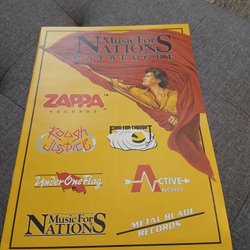 Music For
Nations
CATALOGUE
ZAPPA™
RECORDS
Rough
Justice
FOOD FOR THOUGHT
Under One Flag
Active
RECORDS
Music For
Nations
METAL BLADE
RECORDS